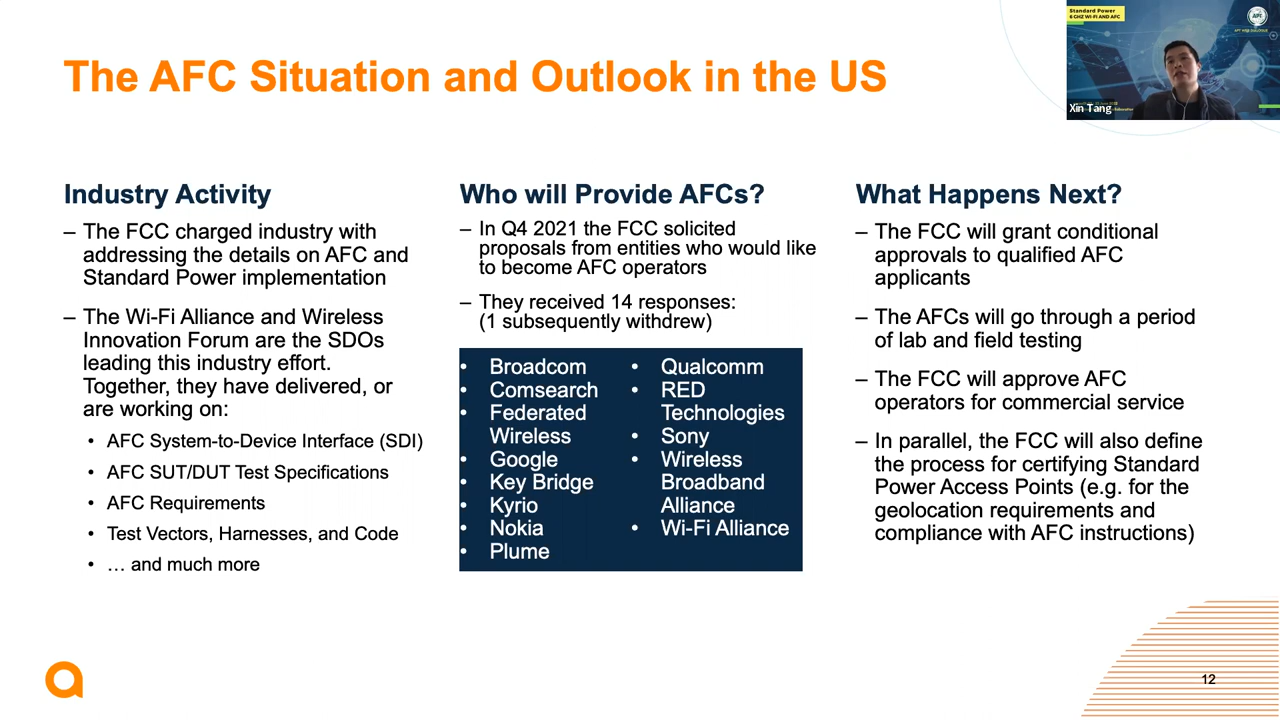 The AFC Situation and Outlook in the US
Standard Power
6 GHZ WI-FI AND AFC
AFC
Xin Tang
Industry Activity
– The FCC charged industry with
addressing the details on AFC and
Standard Power implementation
– The Wi-Fi Alliance and Wireless
Innovation Forum are the SDOs
leading this industry effort.
Together, they have delivered, or
are working on:
• AFC System-to-Device Interface (SDI)
• AFC SUT/DUT Test Specifications
• AFC Requirements
• Test Vectors, Harnesses, and Code
• … and much more
Who will Provide AFCs?
– In Q4 2021 the FCC solicited
proposals from entities who would like
to become AFC operators
– They received 14 responses:
(1 subsequently withdrew)
• Broadcom
• Comsearch
• Federated
Wireless
• Google
• Key Bridge
• Kyrio
• Nokia
• Plume
• Qualcomm
• RED
Technologies
• Sony
• Wireless
Broadband
Alliance
• Wi-Fi Alliance
What Happens Next?
– The FCC will grant conditional
approvals to qualified AFC
applicants
– The AFCs will go through a period
of lab and field testing
– The FCC will approve AFC
operators for commercial service
– In parallel, the FCC will also define
the process for certifying Standard
Power Access Points (e.g. for the
geolocation requirements and
compliance with AFC instructions)
12